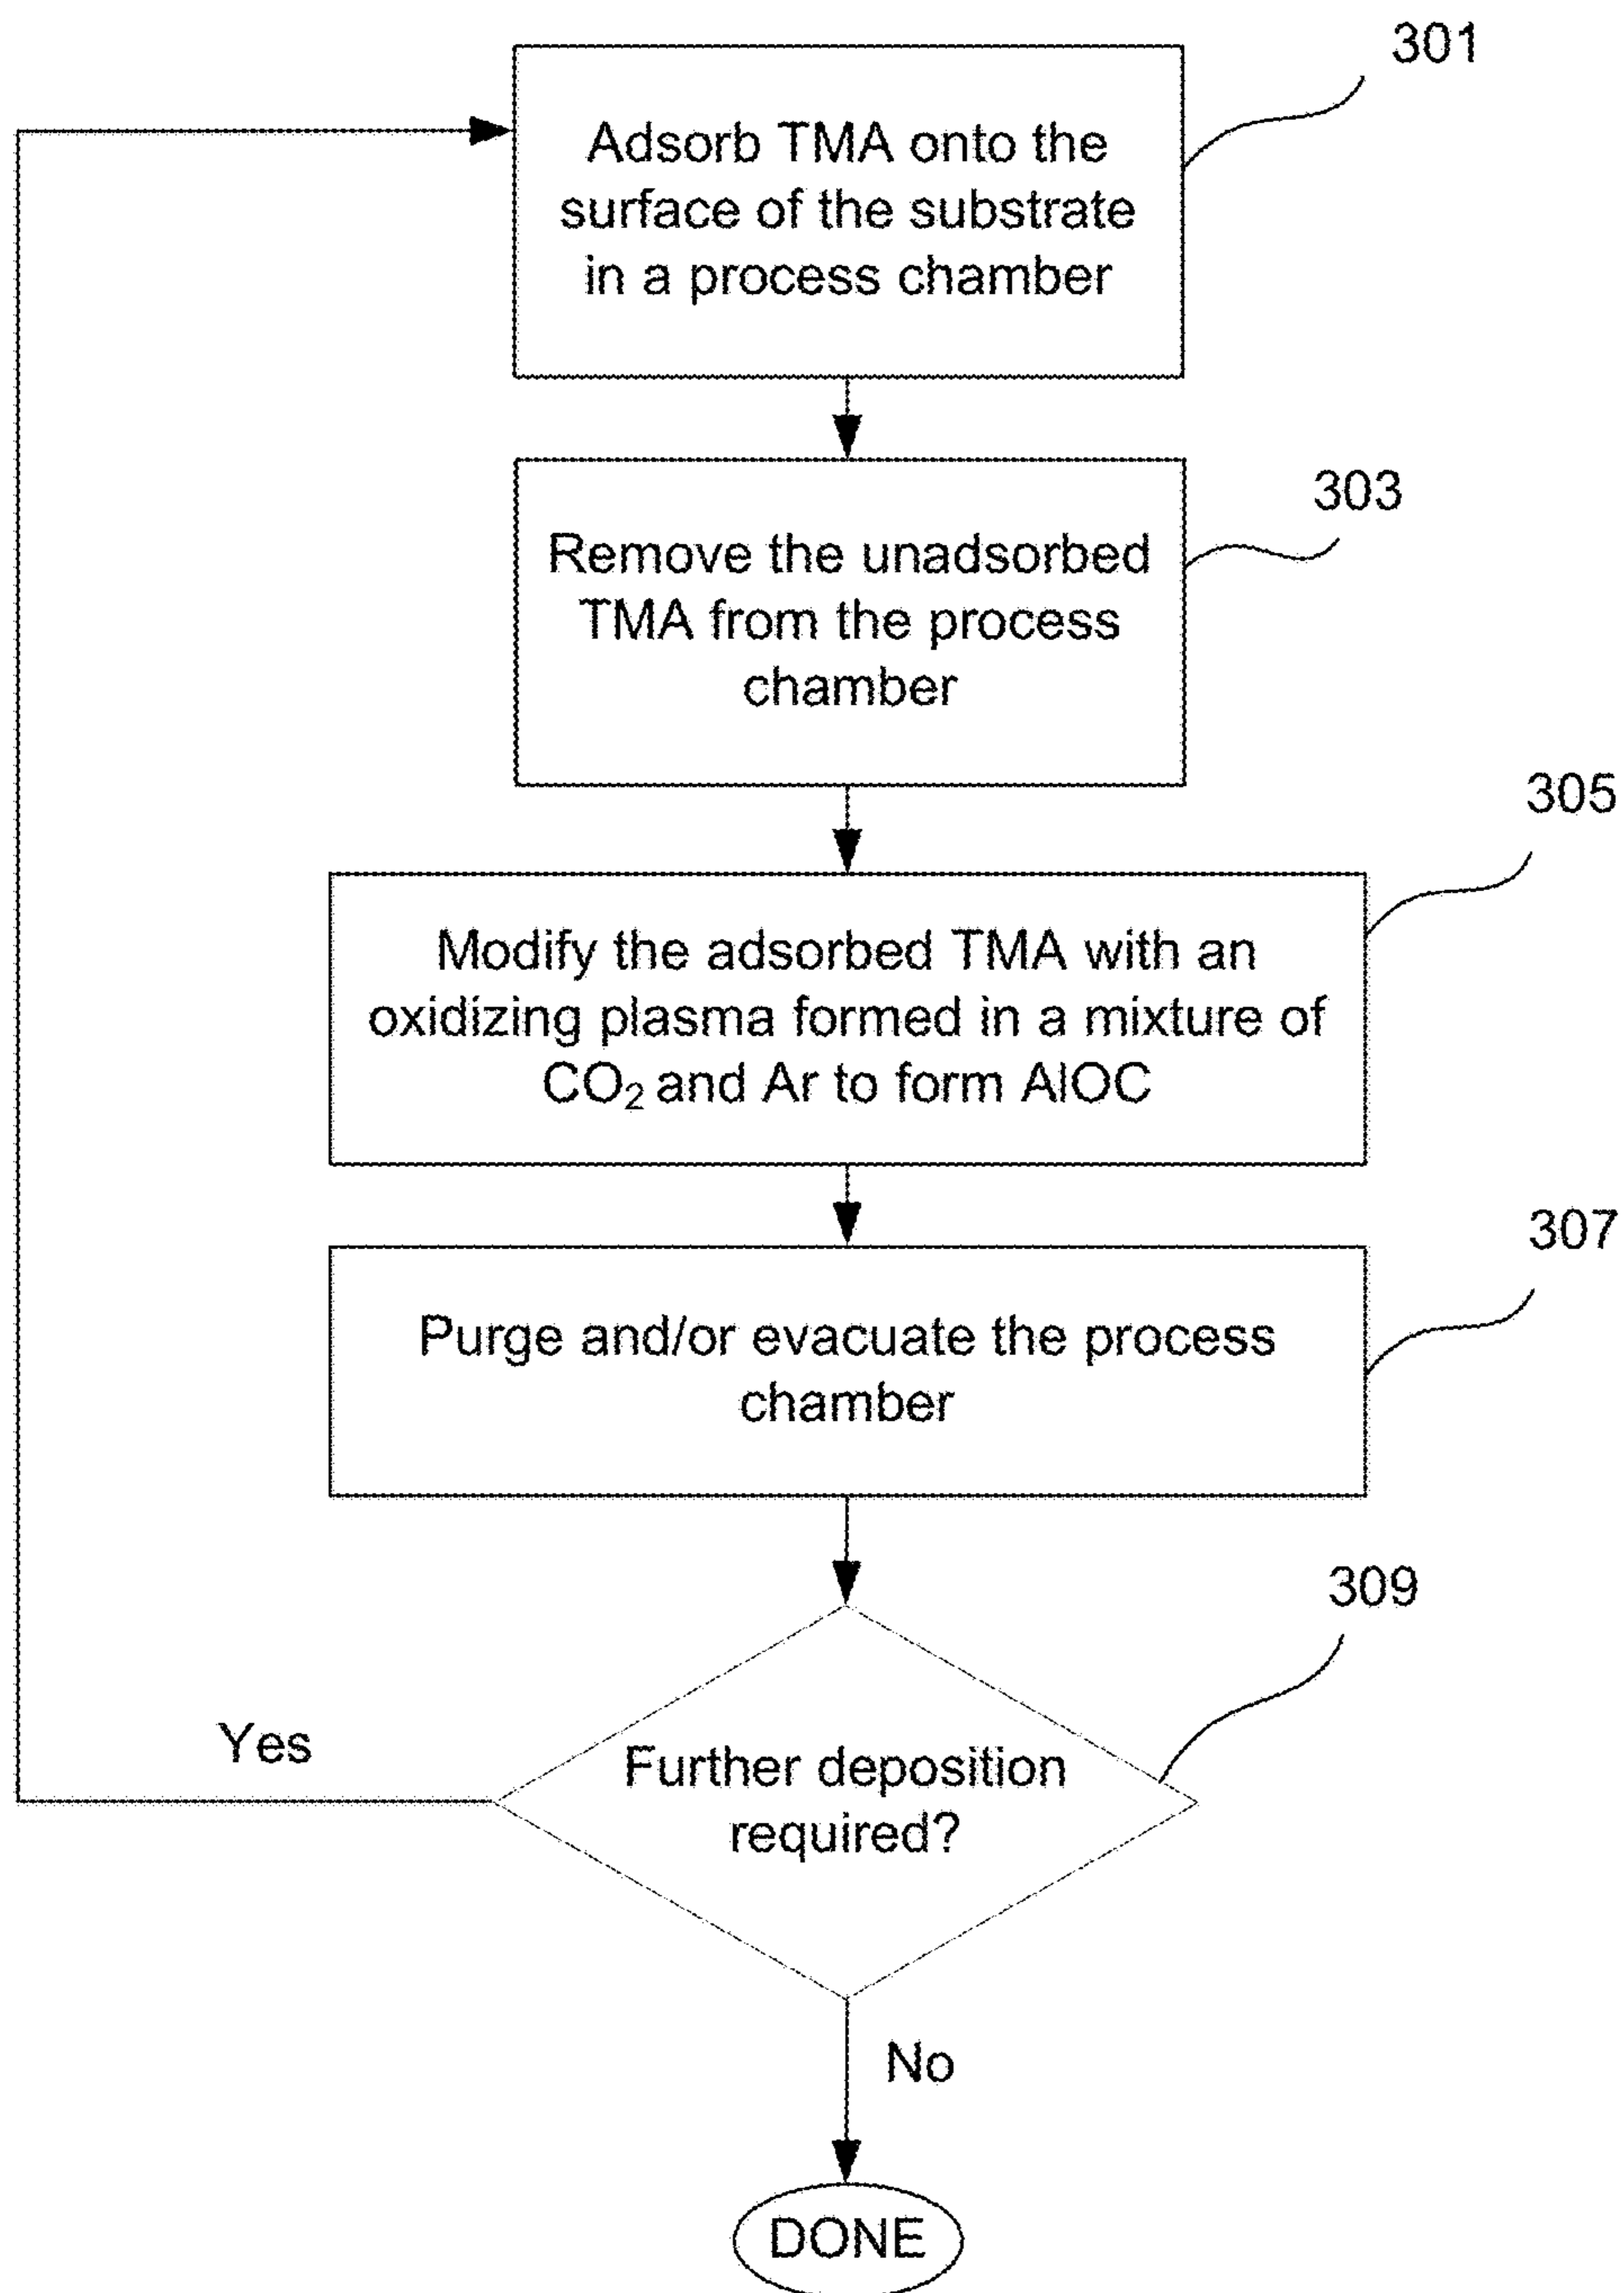 301
Adsorb TMA onto the
surface of the substrate
in a process chamber
303
Remove the unadsorbed
TMA from the process
chamber
305
Modify the adsorbed TMA with an
oxidizing plasma formed in a mixture of
CO₂ and Ar to form AlOC
307
Purge and/or evacuate the process
chamber
309
Further deposition
required?
Yes
No
DONE